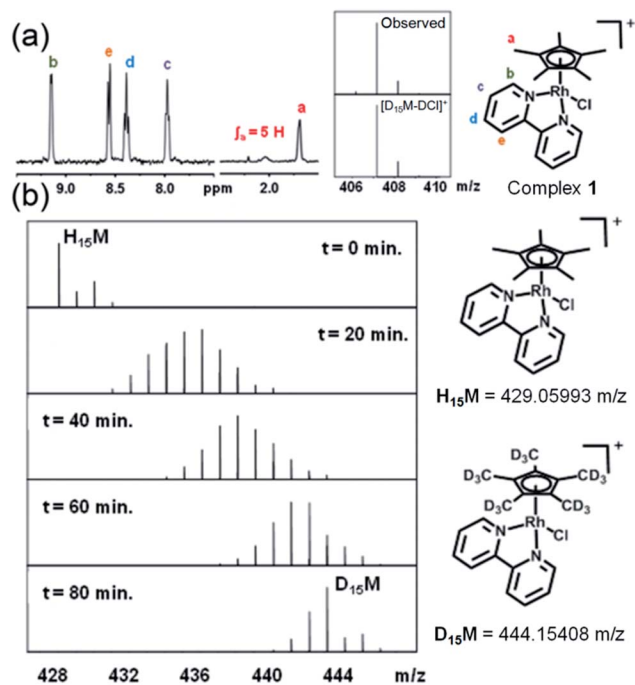 (a)
b
e
d
c
∫a = 5 H
a
9.0 8.5 8.0 ppm 2.0
Observed
[D15M-DCl]+
406 408 410 m/z
a
b
c
d
e
Rh
Cl
N
N
+
Complex 1
(b)
H15M
t = 0 min.
t = 20 min.
t = 40 min.
t = 60 min.
t = 80 min.
D15M
428 432 436 440 444 m/z
+
Rh
N
Cl
N
H15M = 429.05993 m/z
+
CD3
D3C
CD3
D3C
CD3
Rh
N
Cl
N
D15M = 444.15408 m/z